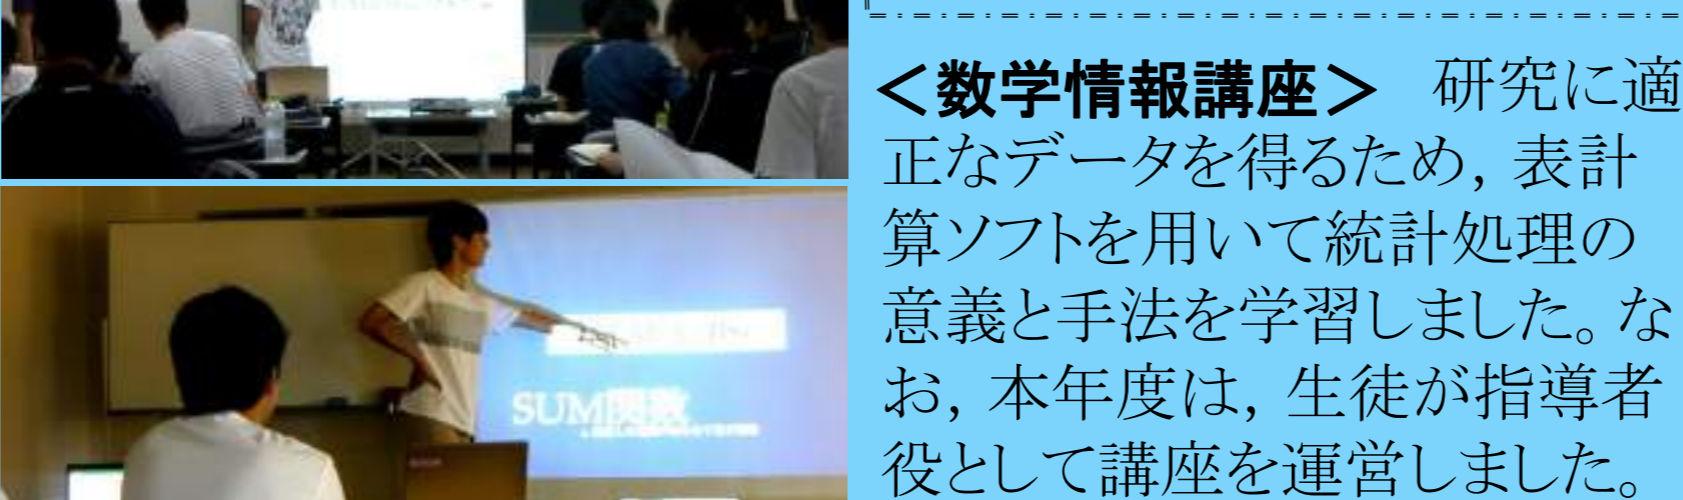 ＜数学情報講座＞　研究に適
正なデータを得るため，表計
算ソフトを用いて統計処理の
意義と手法を学習しました。な
お，本年度は，生徒が指導者
役として講座を運営しました。
SUM関数